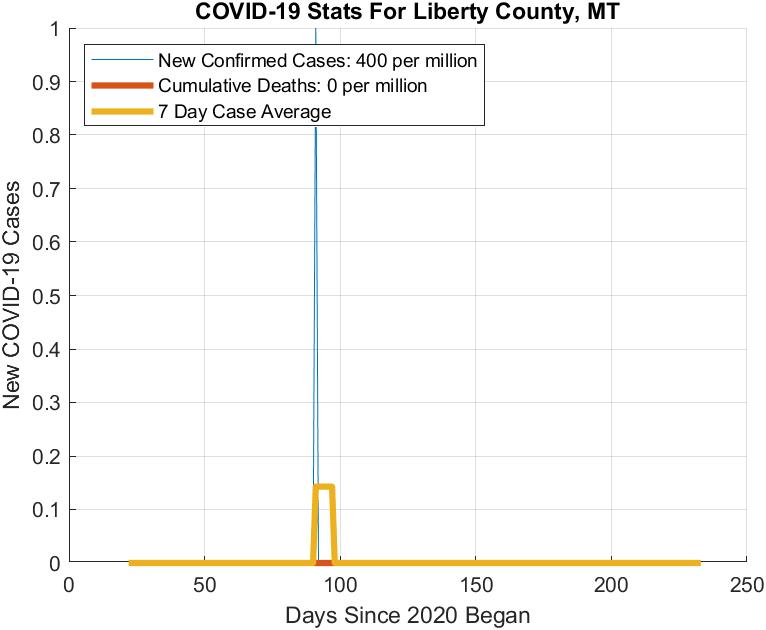 COVID-19 Stats For Liberty County, MT
New Confirmed Cases: 400 per million
Cumulative Deaths: 0 per million
7 Day Case Average
New COVID-19 Cases
1
0.9
0.8
0.7
0.6
0.5
0.4
0.3
0.2
0.1
0
0 50 100 150 200 250
Days Since 2020 Began